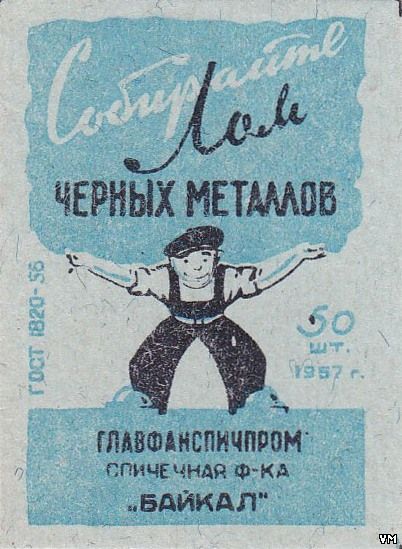 Собирайте
Лом
ЧЕРНЫХ МЕТАЛЛОВ
ГОСТ 1820-56
50
ШТ.
1957 г.
ГЛАВФАНСПИЧПРОМ
СПИЧЕЧНАЯ Ф-КА
„БАЙКАЛ"
VM